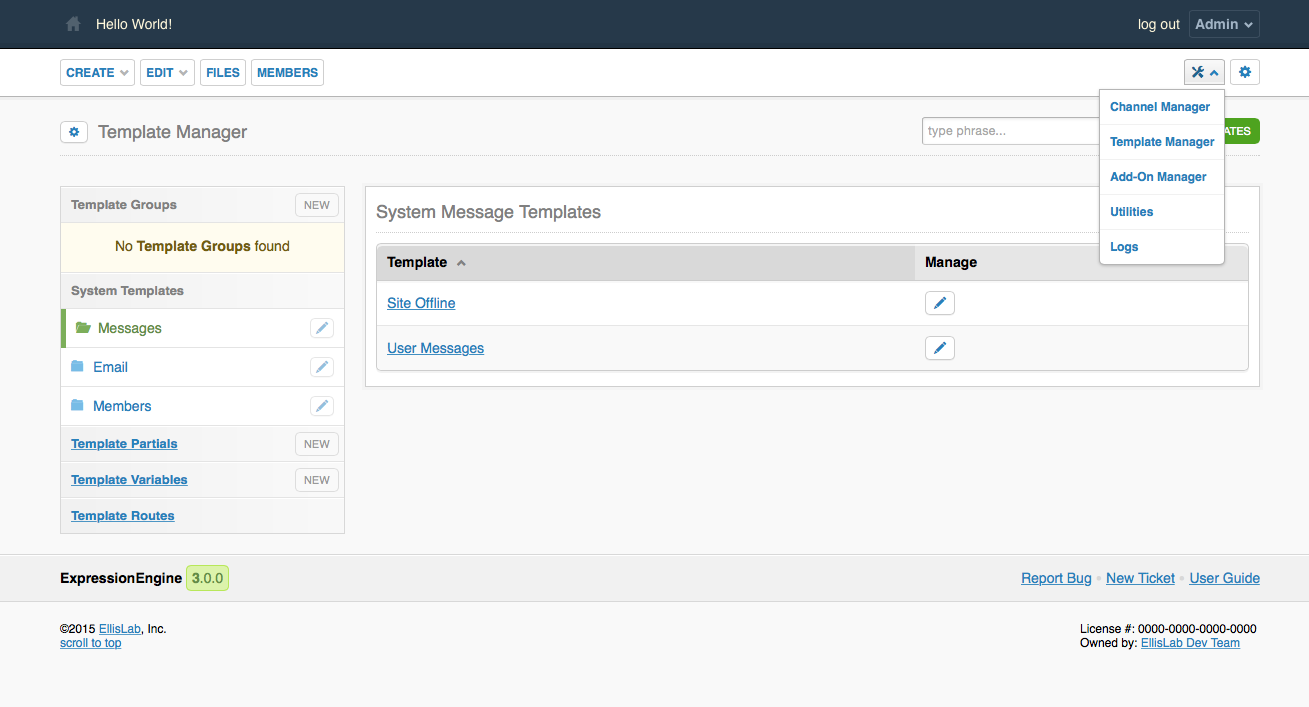 Hello World!
log out Admin
CREATE EDIT FILES MEMBERS
Channel Manager
Template Manager
Add-On Manager
Utilities
Logs
Template Manager
type phrase...
Template Groups NEW
No Template Groups found
System Templates
Messages
Email
Members
Template Partials NEW
Template Variables NEW
Template Routes
System Message Templates
Template Manage
Site Offline
User Messages
ExpressionEngine 3.0.0
Report Bug • New Ticket • User Guide
©2015 EllisLab, Inc.
scroll to top
License #: 0000-0000-0000-0000
Owned by: EllisLab Dev Team